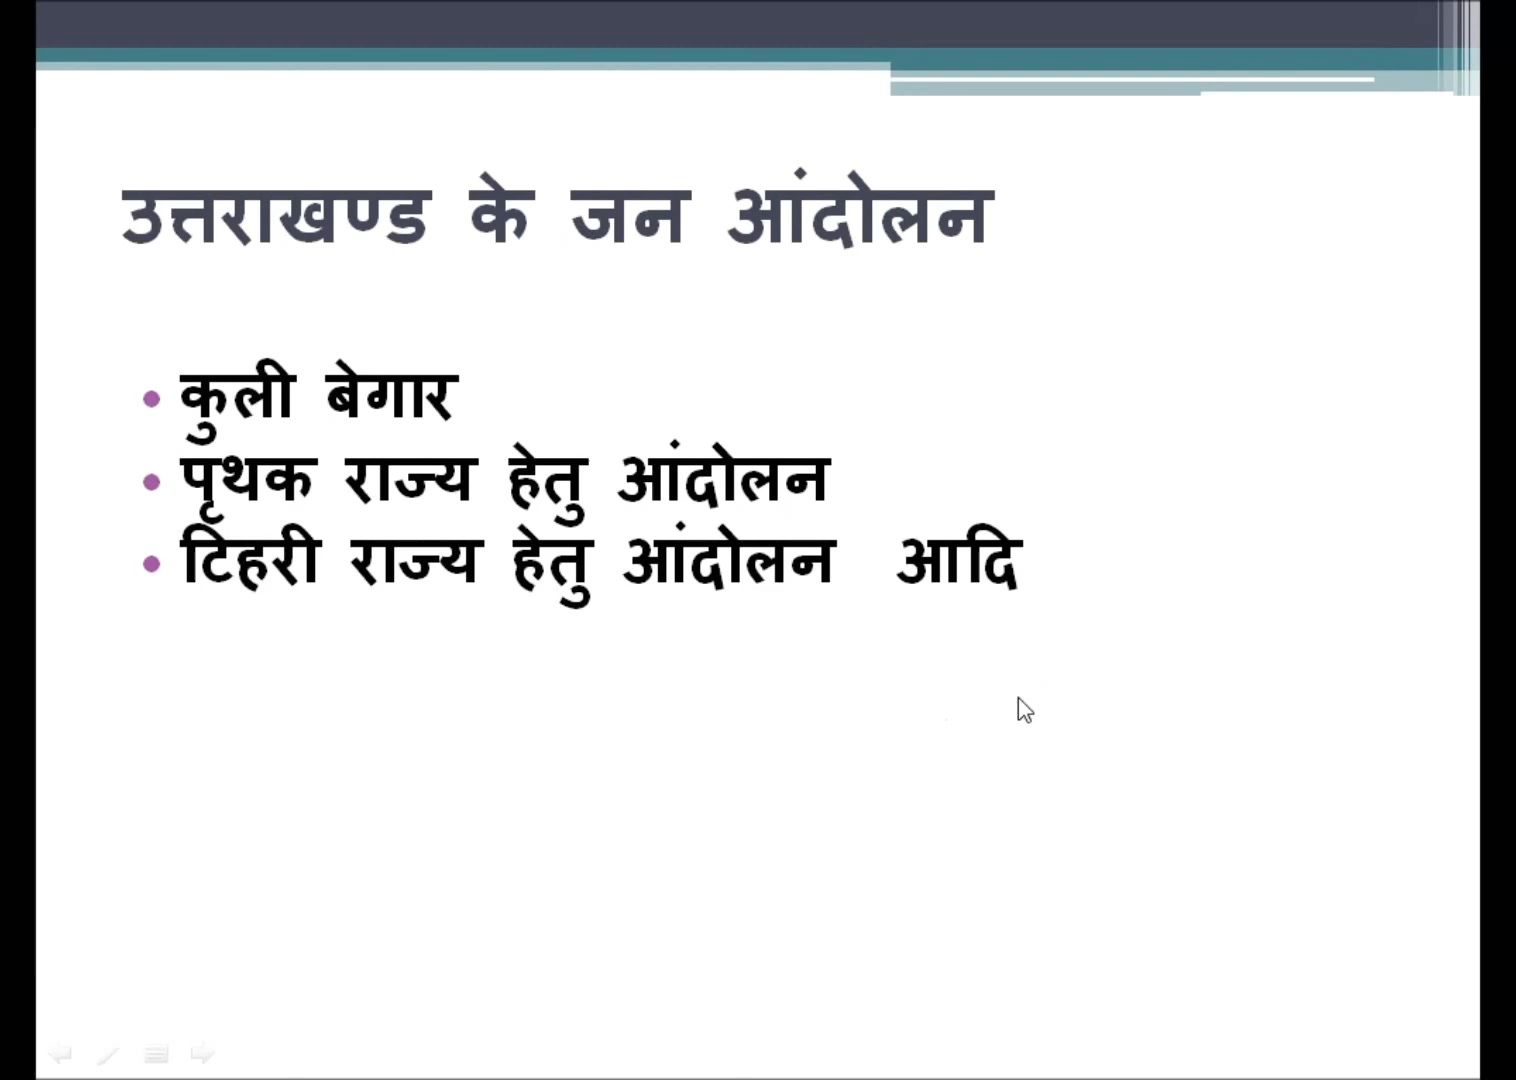 उत्तराखण्ड के जन आंदोलन
• कुली बेगार
• पृथक राज्य हेतु आंदोलन
• टिहरी राज्य हेतु आंदोलन आदि